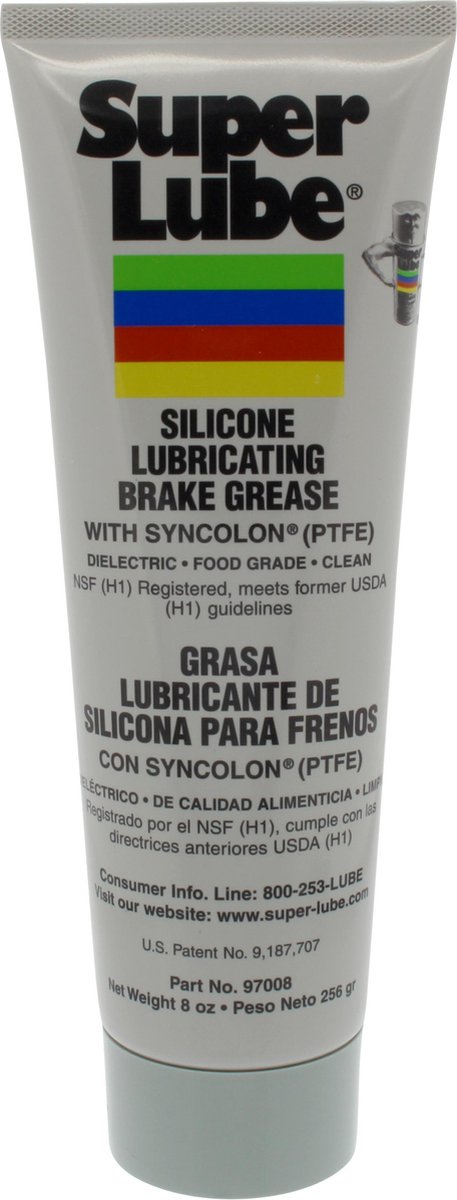 Super
Lube®
SILICONE
LUBRICATING
BRAKE GREASE
WITH SYNCOLON® (PTFE)
DIELECTRIC • FOOD GRADE • CLEAN
NSF (H1) Registered, meets former USDA
(H1) guidelines
GRASA
LUBRICANTE DE
SILICONA PARA FRENOS
CON SYNCOLON® (PTFE)
ELÉCTRICO • DE CALIDAD ALIMENTICIA • LIMP
Registrado por el NSF (H1), cumple con las
directrices anteriores USDA (H1)
Consumer Info. Line: 800-253-LUBE
Visit our website: www.super-lube.com
U.S. Patent No. 9,187,707
Part No. 97008
Net Weight 8 oz • Peso Neto 256 gr